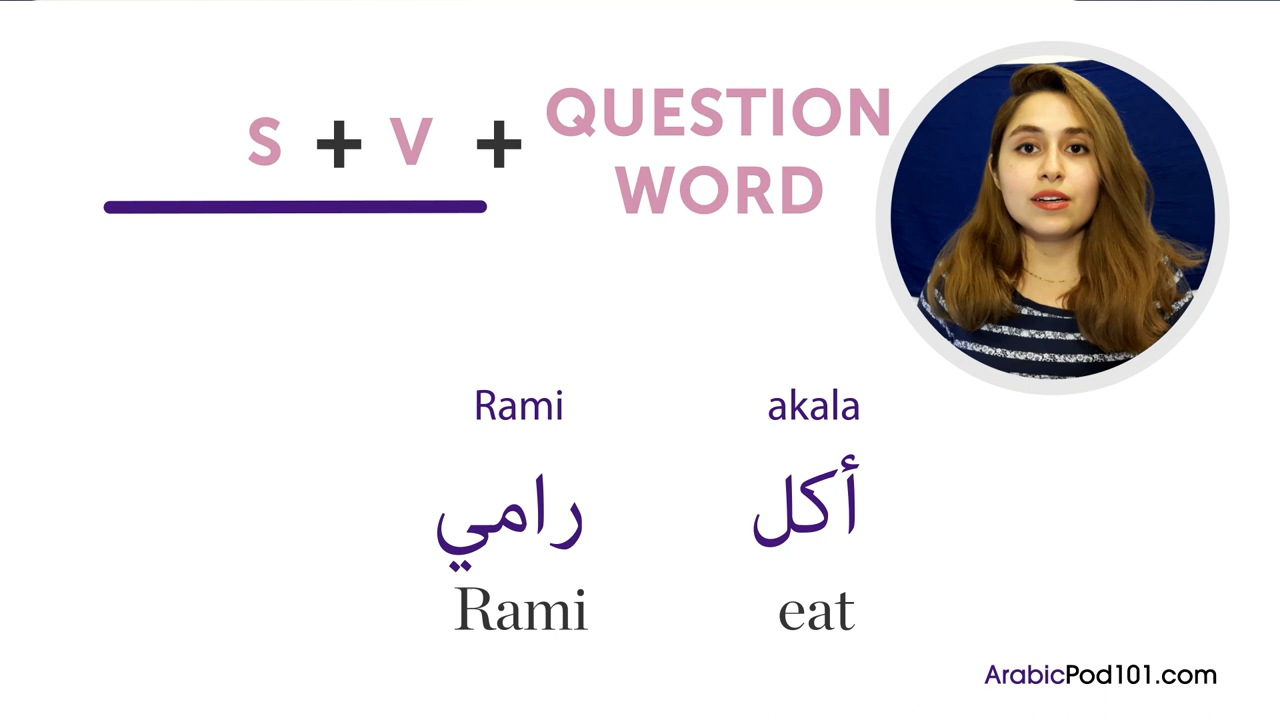 S + V + QUESTION WORD
Rami akala
أكل رامي
Rami eat
ArabicPod101.com